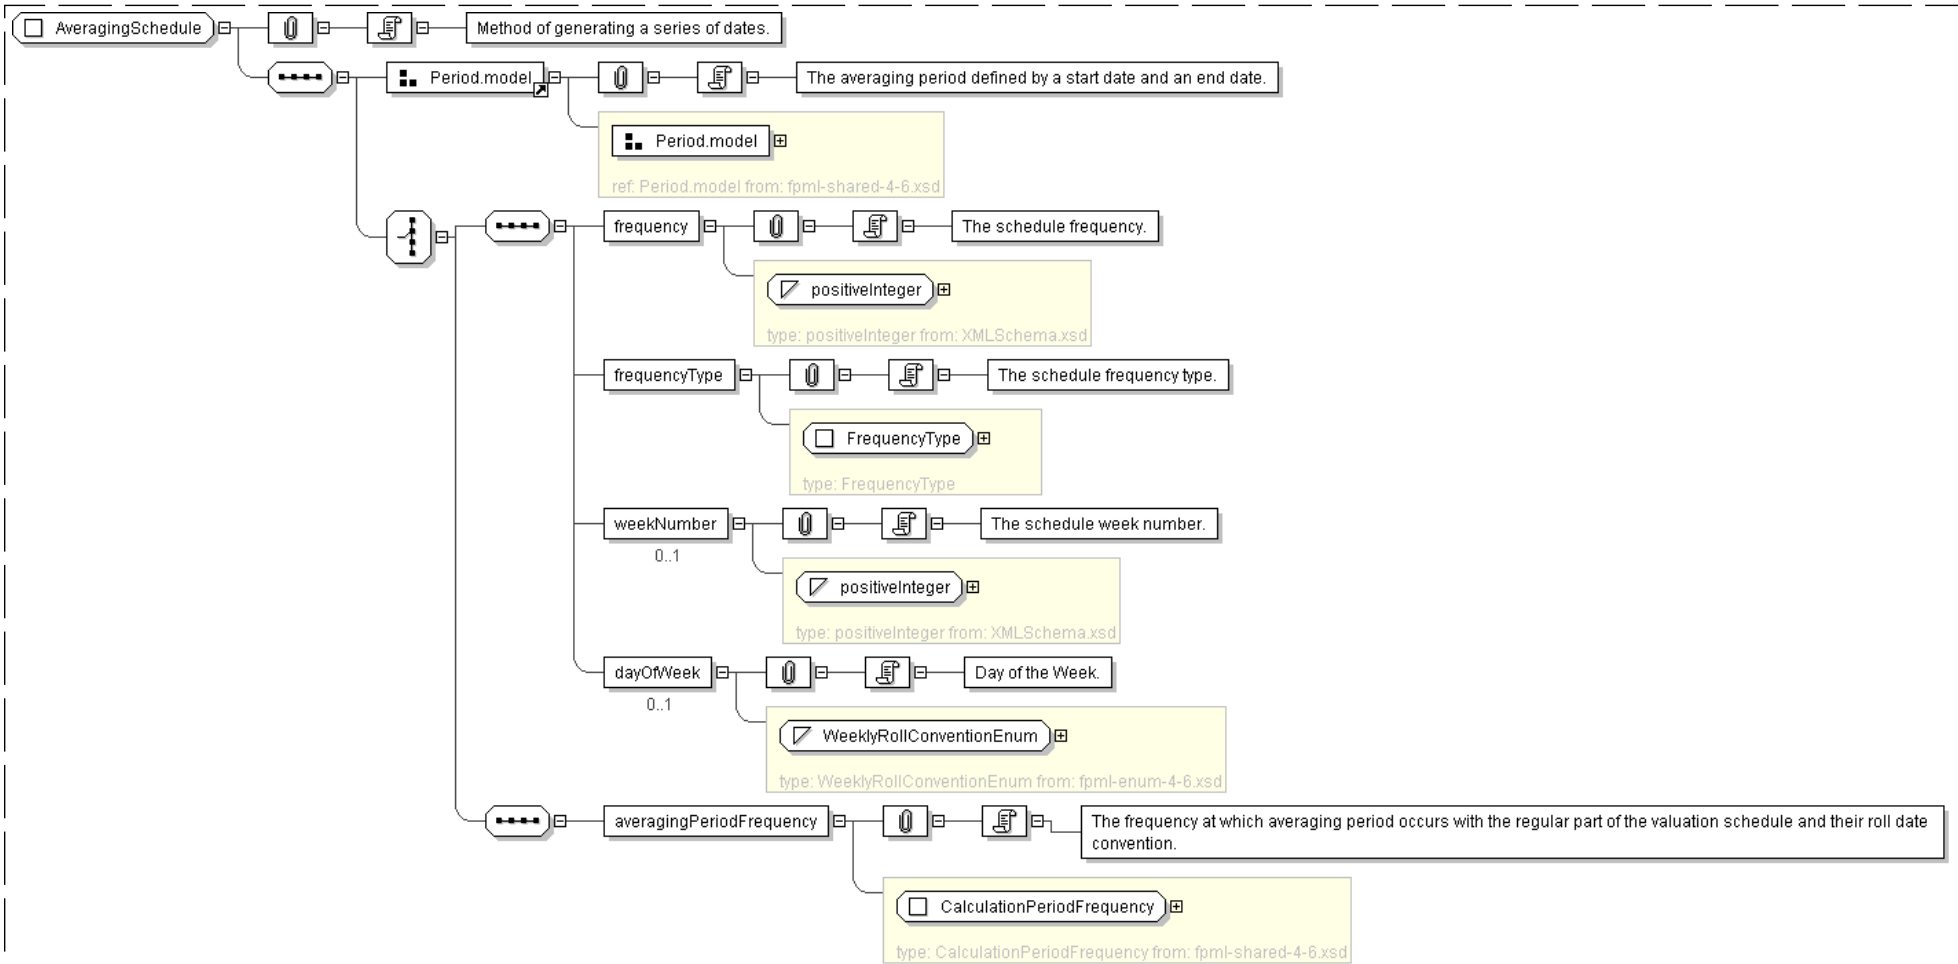 AveragingSchedule Method of generating a series of dates.
Period.model The averaging period defined by a start date and an end date.
Period.model
ref: Period.model from: fpml-shared-4-6.xsd
frequency The schedule frequency.
positiveInteger
type: positiveInteger from: XMLSchema.xsd
frequencyType The schedule frequency type.
FrequencyType
type: FrequencyType
weekNumber The schedule week number.
0..1
positiveInteger
type: positiveInteger from: XMLSchema.xsd
dayOfWeek Day of the Week.
0..1
WeeklyRollConventionEnum
type: WeeklyRollConventionEnum from: fpml-enum-4-6.xsd
averagingPeriodFrequency The frequency at which averaging period occurs with the regular part of the valuation schedule and their roll date
convention.
CalculationPeriodFrequency
type: CalculationPeriodFrequency from: fpml-shared-4-6.xsd